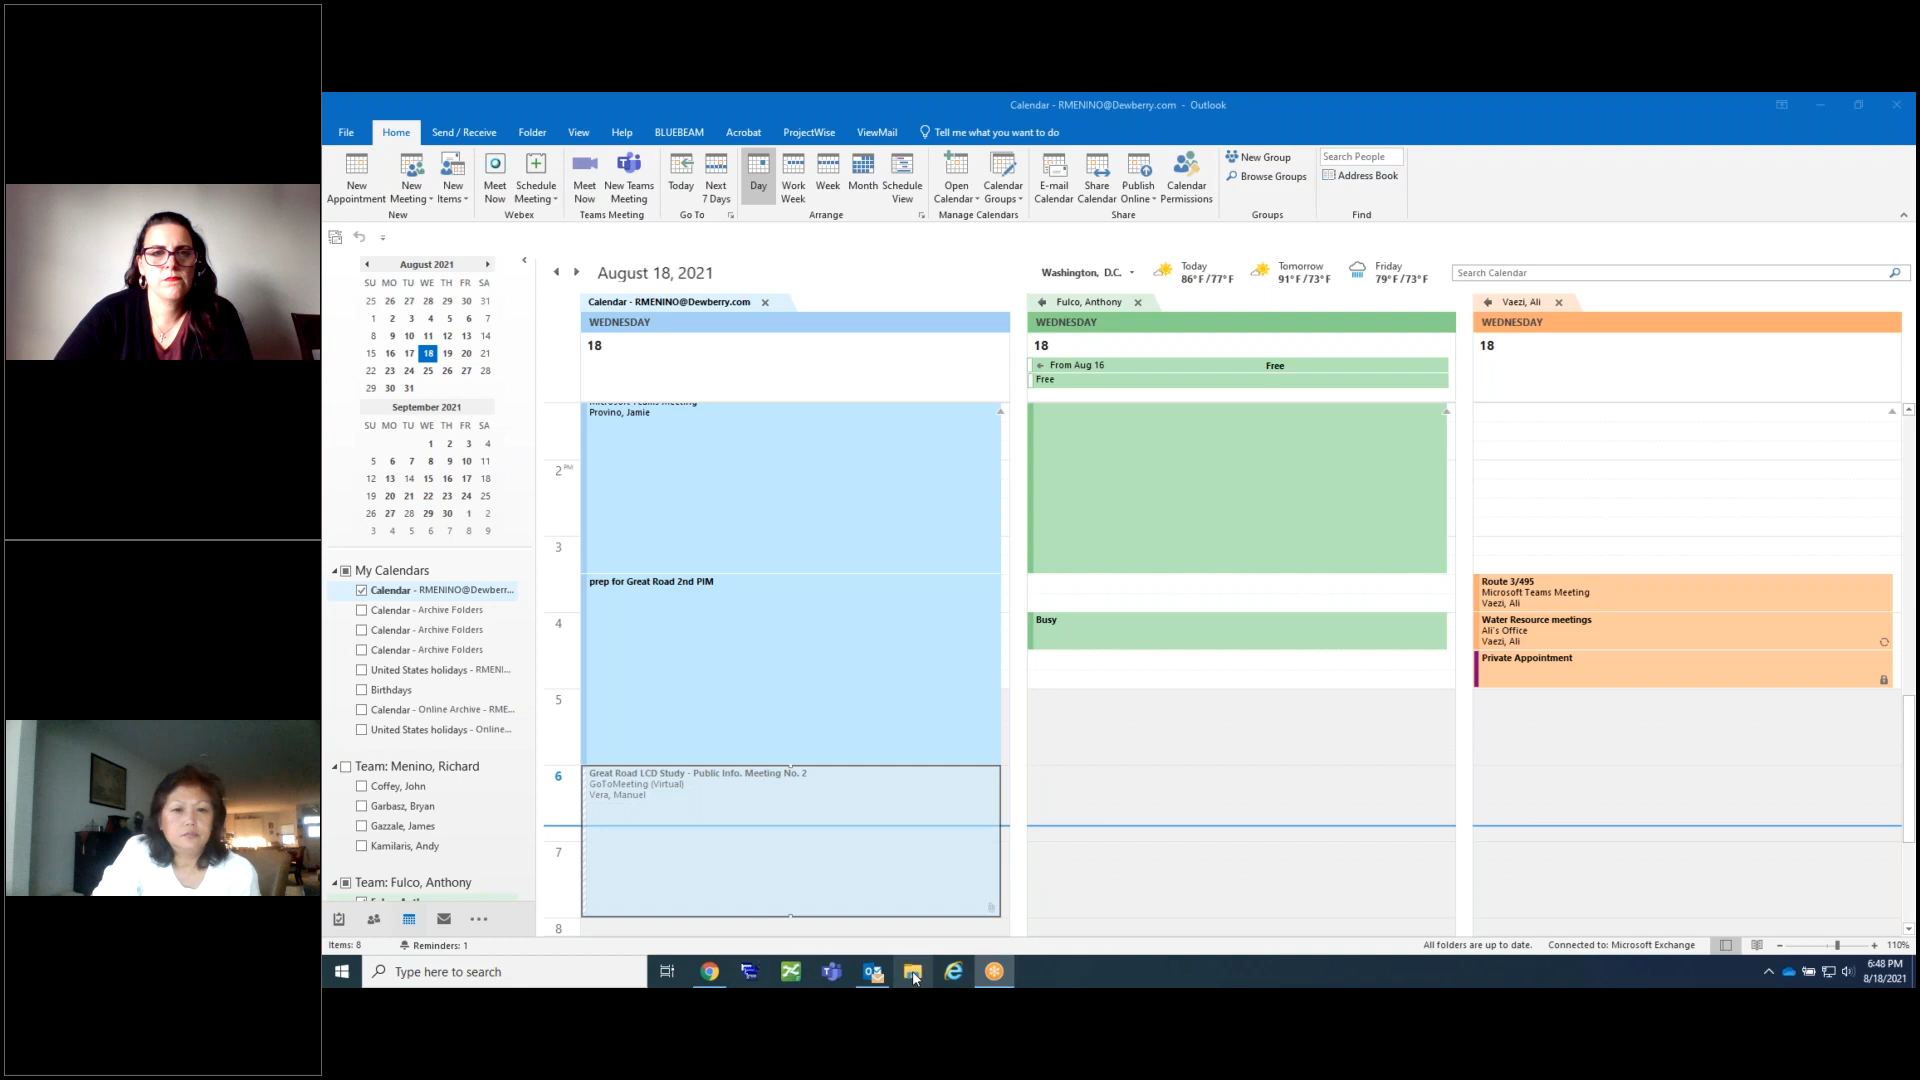 Calendar - RMENINO@Dewberry.com - Outlook
File Home Send / Receive Folder View Help BLUEBEAM Acrobat ProjectWise ViewMail Tell me what you want to do
New Appointment New Meeting New Items Meet Now Schedule Meeting Meet Now New Teams Meeting Today Next 7 Days Day Work Week Week Month Schedule View Open Calendar Calendar Groups E-mail Calendar Share Calendar Publish Online Calendar Permissions New Group Browse Groups Search People Address Book
New Webex Teams Meeting Go To Arrange Manage Calendars Share Groups Find
August 2021
SU MO TU WE TH FR SA
25 26 27 28 29 30 31
1 2 3 4 5 6 7
8 9 10 11 12 13 14
15 16 17 18 19 20 21
22 23 24 25 26 27 28
29 30 31
September 2021
SU MO TU WE TH FR SA
1 2 3 4
5 6 7 8 9 10 11
12 13 14 15 16 17 18
19 20 21 22 23 24 25
26 27 28 29 30 1 2
3 4 5 6 7 8 9
My Calendars
Calendar - RMENINO@Dewberr...
Calendar - Archive Folders
Calendar - Archive Folders
Calendar - Archive Folders
United States holidays - RMENI...
Birthdays
Calendar - Online Archive - RME...
United States holidays - Online...
Team: Menino, Richard
Coffey, John
Garbasz, Bryan
Gazzale, James
Kamilaris, Andy
Team: Fulco, Anthony
August 18, 2021
Washington, D.C.
Today 86°F/77°F
Tomorrow 91°F/73°F
Friday 79°F/73°F
Search Calendar
Calendar - RMENINO@Dewberry.com
WEDNESDAY
18
Microsoft Teams Meeting
Provino, Jamie
2 PM
3
4
5
6
7
8
prep for Great Road 2nd PIM
Great Road LCD Study - Public Info. Meeting No. 2
GoToMeeting (Virtual)
Vera, Manuel
Fulco, Anthony
WEDNESDAY
18
From Aug 16 Free
Free
Busy
Vaezi, Ali
WEDNESDAY
18
Route 3/495
Microsoft Teams Meeting
Vaezi, Ali
Water Resource meetings
Ali's Office
Vaezi, Ali
Private Appointment
Items: 8 Reminders: 1 All folders are up to date. Connected to: Microsoft Exchange 110%
Type here to search
6:48 PM
8/18/2021